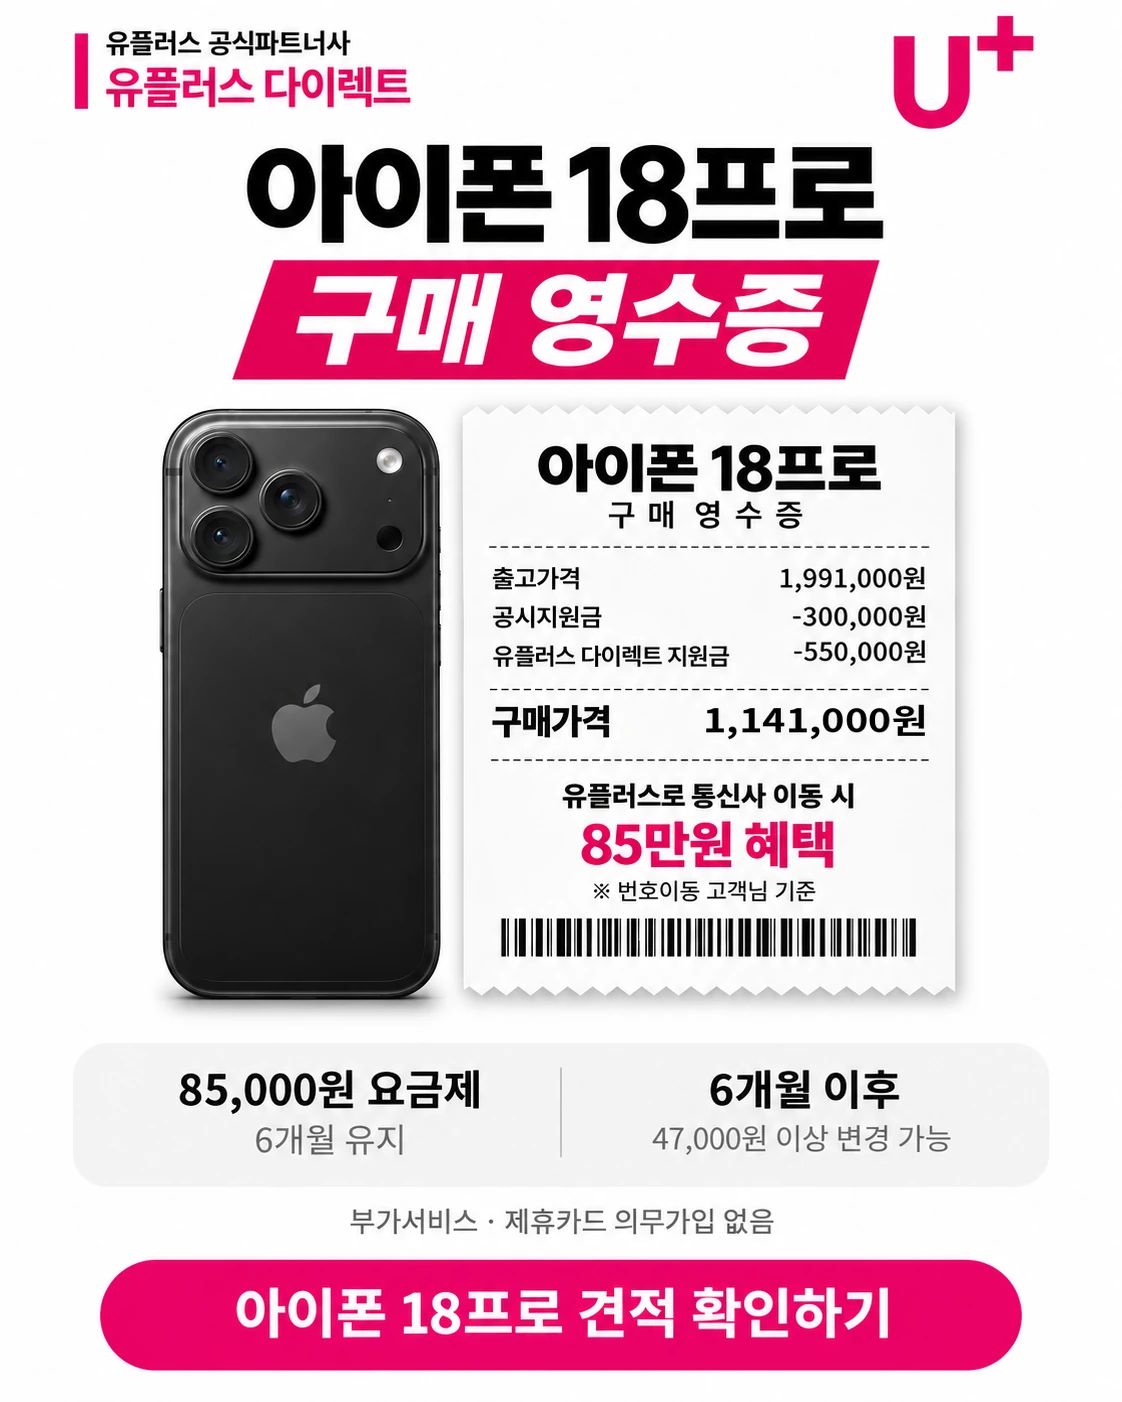 유플러스 공식파트너사
유플러스 다이렉트
U+
아이폰 18프로
구매 영수증
아이폰 18프로
구매 영수증
출고가격 1,991,000원
공시지원금 -300,000원
유플러스 다이렉트 지원금 -550,000원
구매가격 1,141,000원
유플러스로 통신사 이동 시
85만원 혜택
※ 번호이동 고객님 기준
85,000원 요금제
6개월 유지
6개월 이후
47,000원 이상 변경 가능
부가서비스 · 제휴카드 의무가입 없음
아이폰 18프로 견적 확인하기